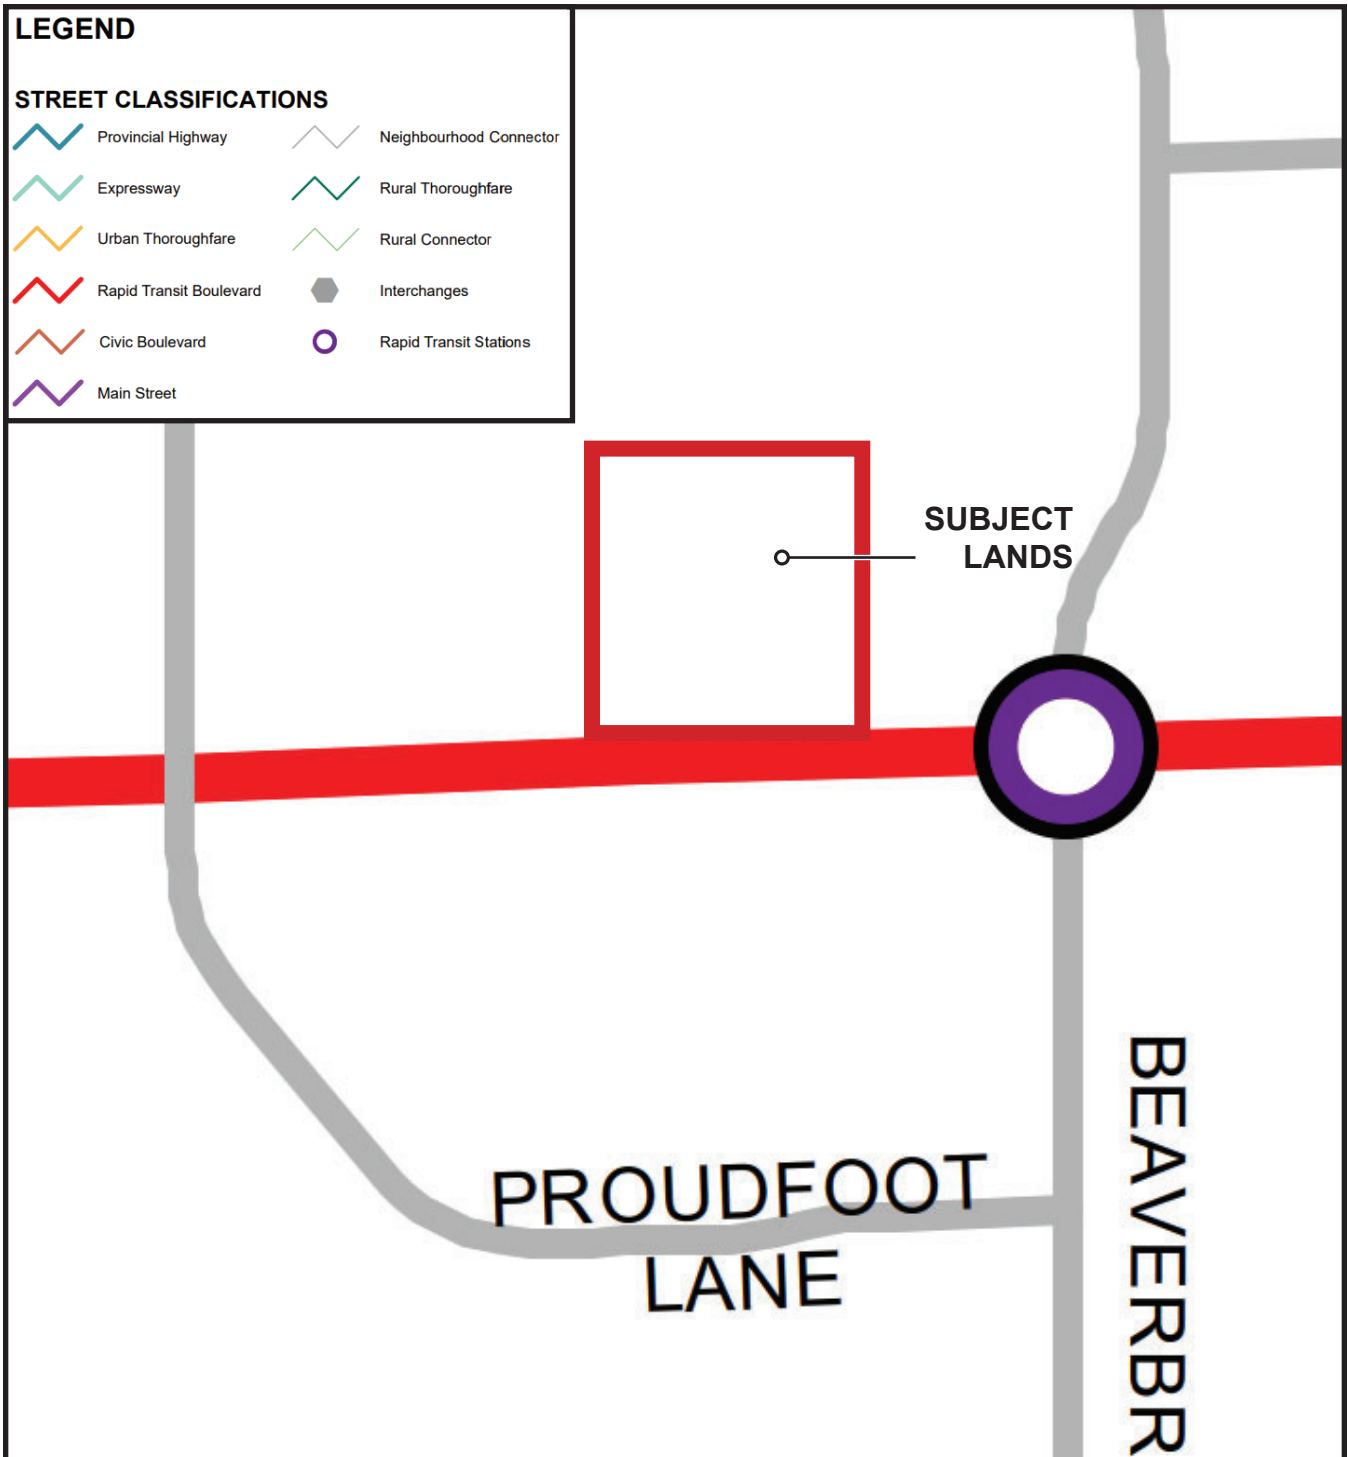 LEGEND
STREET CLASSIFICATIONS
Provincial Highway
Expressway
Urban Thoroughfare
Rapid Transit Boulevard
Civic Boulevard
Main Street
Neighbourhood Connector
Rural Thoroughfare
Rural Connector
Interchanges
Rapid Transit Stations
SUBJECT
LANDS
PROUDFOOT
LANE
BEAVERBR